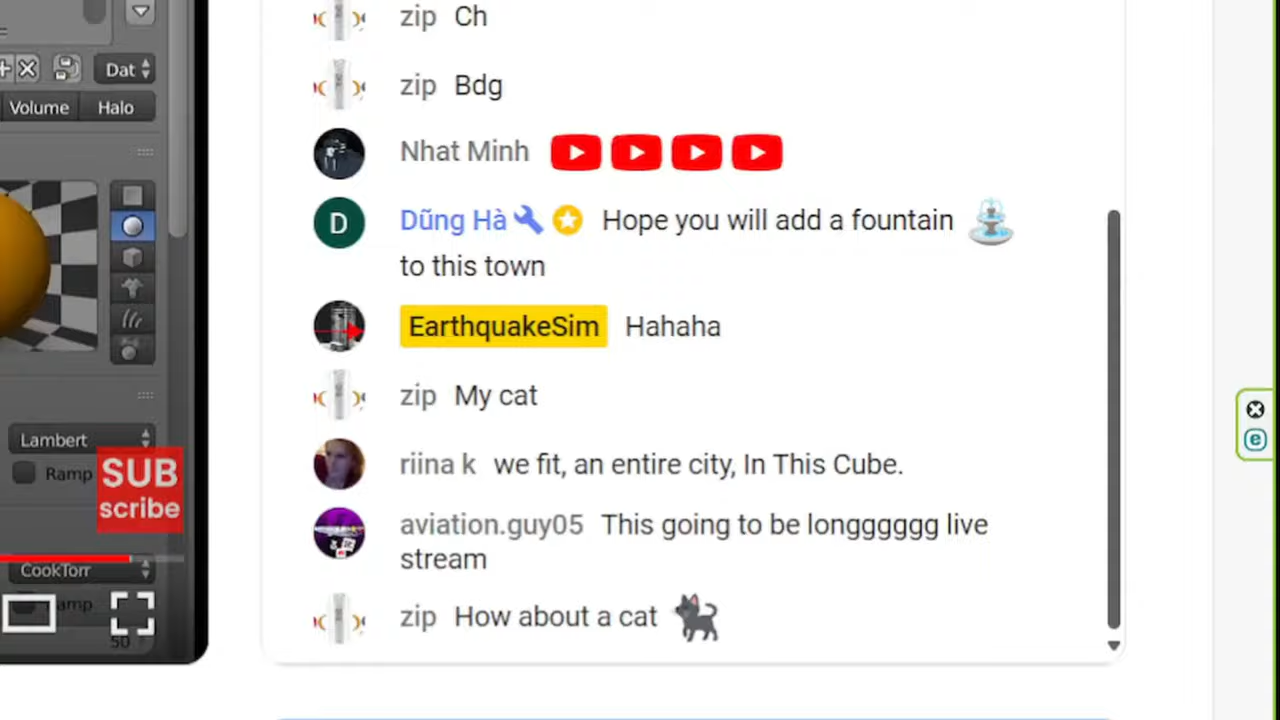 zip Ch
Dat
zip Bdg
Volume Halo
Nhat Minh
D Dũng Hà Hope you will add a fountain
to this town
EarthquakeSim Hahaha
zip My cat
Lambert
Ramp
SUB
scribe
riina k we fit, an entire city, In This Cube.
aviation.guy05 This going to be longggggg live
stream
CookTorr
zip How about a cat
50
e